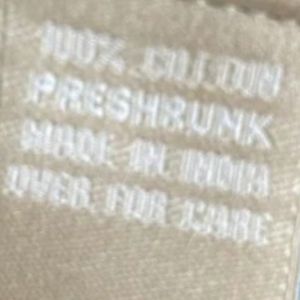 100% COTTON
PRESHRUNK
MADE IN INDIA
OVER FOR CARE